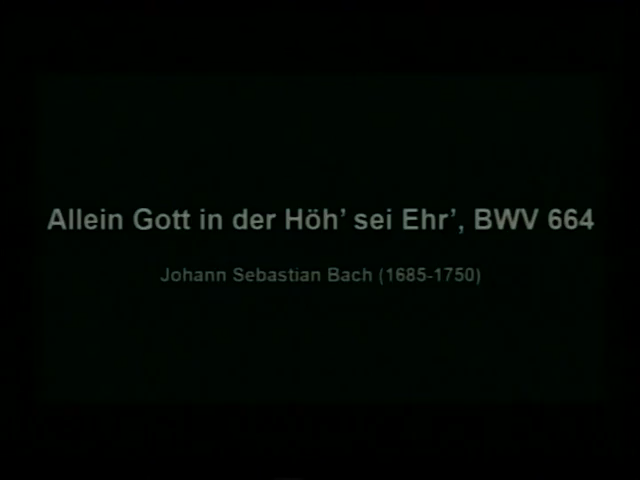 Allein Gott in der Höh’ sei Ehr’, BWV 664
Johann Sebastian Bach (1685-1750)